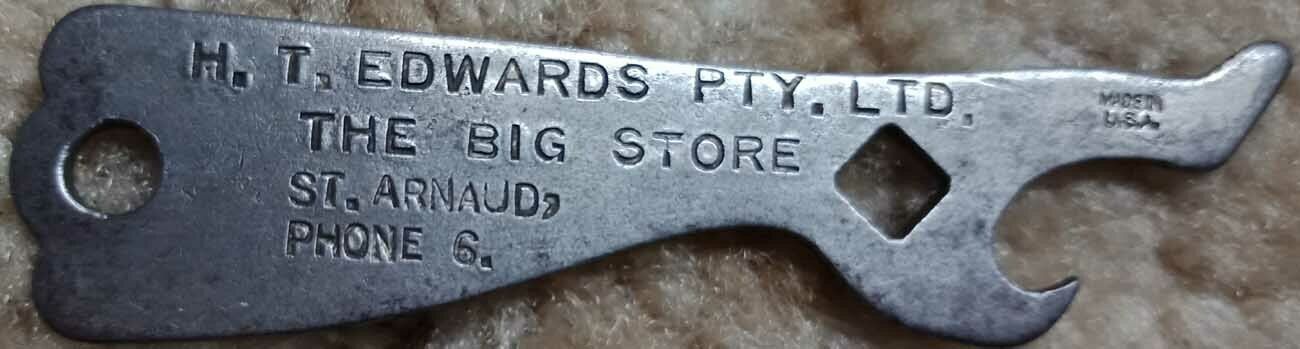 H. T. EDWARDS PTY. LTD.
THE BIG STORE
ST. ARNAUD,
PHONE 6.
MADE IN
U.S.A.